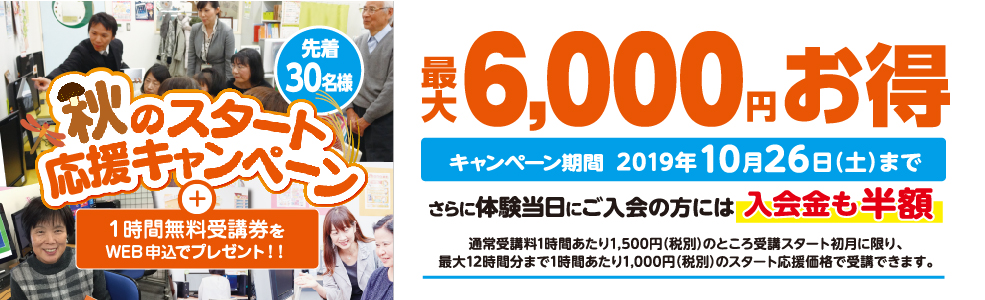 先着
30名様
秋のスタート
応援キャンペーン
+
1時間無料受講券を
WEB申込でプレゼント！！
最大6,000円お得
キャンペーン期間 2019年10月26日(土)まで
さらに体験当日にご入会の方には 入会金も半額
通常受講料1時間あたり1,500円(税別)のところ受講スタート初月に限り、
最大12時間分まで1時間あたり1,000円(税別)のスタート応援価格で受講できます。